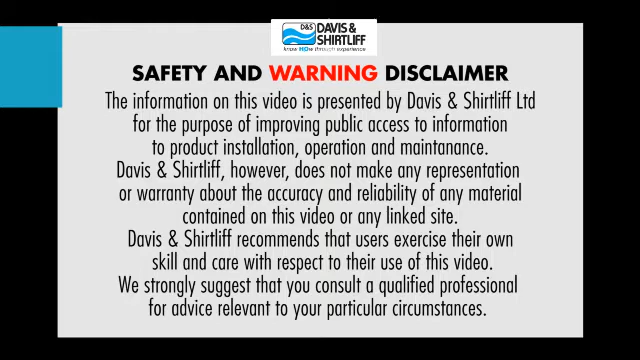 D&S DAVIS &
SHIRTLIFF
know HOw through experience
SAFETY AND WARNING DISCLAIMER
The information on this video is presented by Davis & Shirtliff Ltd
for the purpose of improving public access to information
to product installation, operation and maintanance.
Davis & Shirtliff, however, does not make any representation
or warranty about the accuracy and reliability of any material
contained on this video or any linked site.
Davis & Shirtliff recommends that users exercise their own
skill and care with respect to their use of this video.
We strongly suggest that you consult a qualified professional
for advice relevant to your particular circumstances.